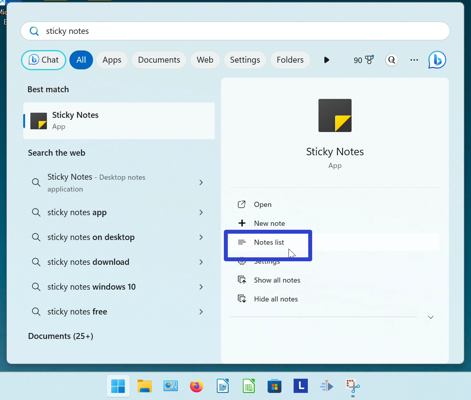 sticky notes
Chat
All
Apps
Documents
Web
Settings
Folders
90
Best match
Sticky Notes
App
Search the web
Sticky Notes - Desktop notes
application
sticky notes app
sticky notes on desktop
sticky notes download
sticky notes windows 10
sticky notes free
Documents (25+)
Sticky Notes
App
Open
New note
Notes list
Settings
Show all notes
Hide all notes
L